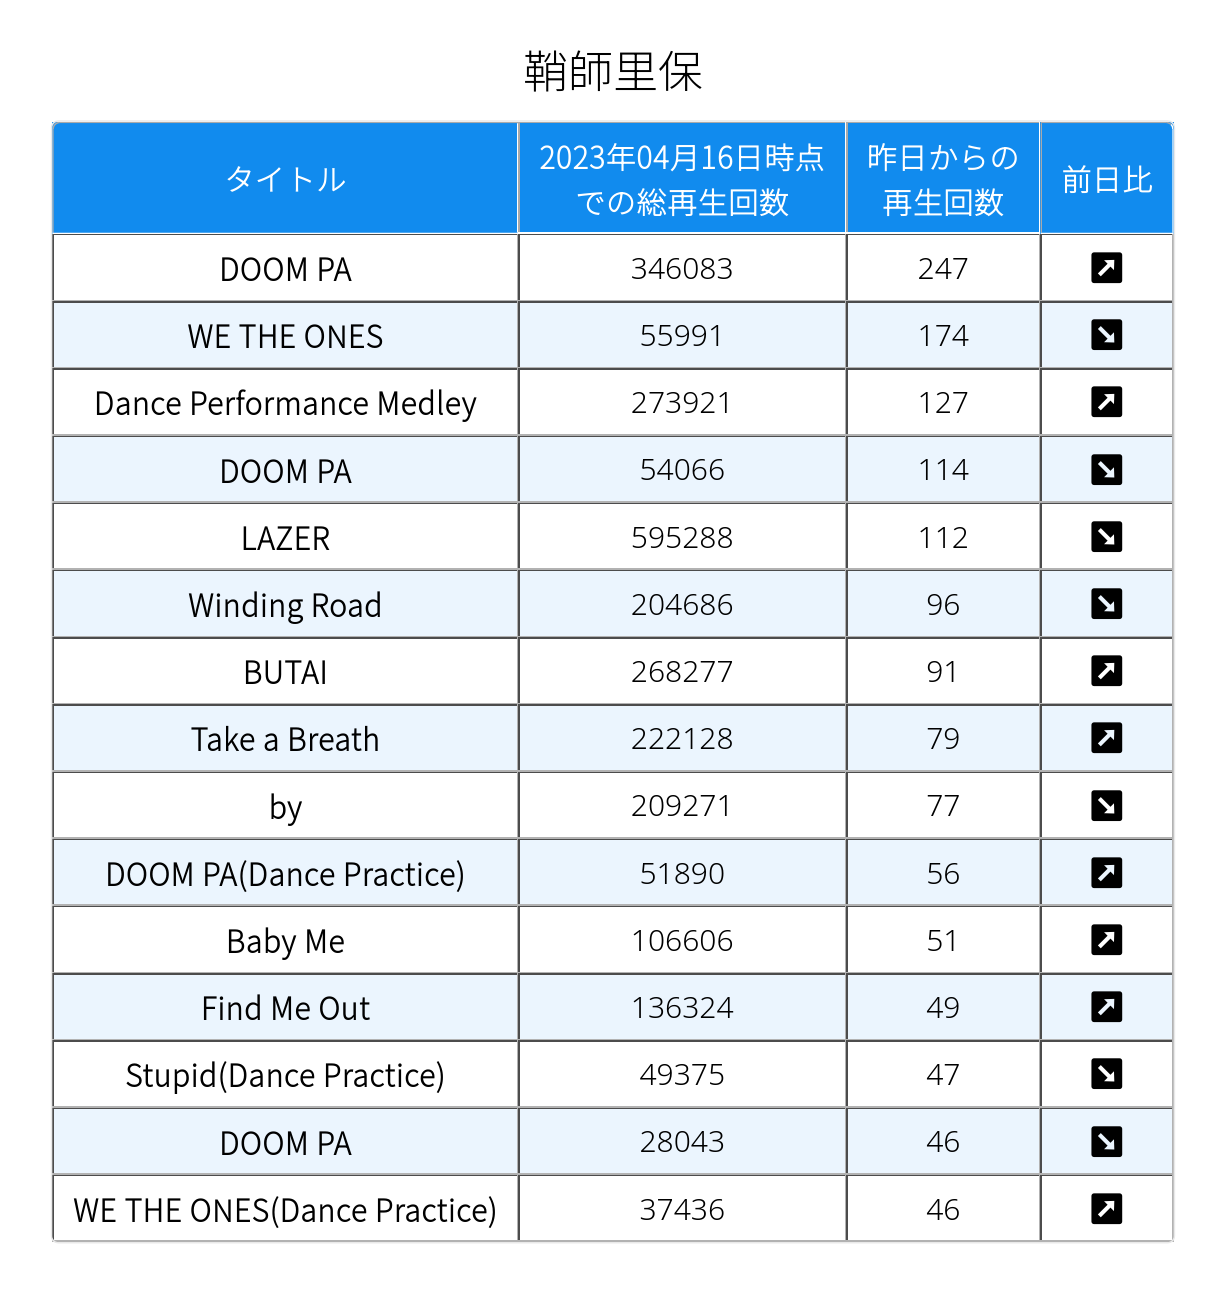 鞘師里保
タイトル
2023年04月16日時点
での総再生回数
昨日からの
再生回数
前日比
DOOM PA 346083 247 ↗
WE THE ONES 55991 174 ↘
Dance Performance Medley 273921 127 ↗
DOOM PA 54066 114 ↘
LAZER 595288 112 ↘
Winding Road 204686 96 ↘
BUTAI 268277 91 ↗
Take a Breath 222128 79 ↗
by 209271 77 ↘
DOOM PA(Dance Practice) 51890 56 ↗
Baby Me 106606 51 ↗
Find Me Out 136324 49 ↗
Stupid(Dance Practice) 49375 47 ↘
DOOM PA 28043 46 ↘
WE THE ONES(Dance Practice) 37436 46 ↗